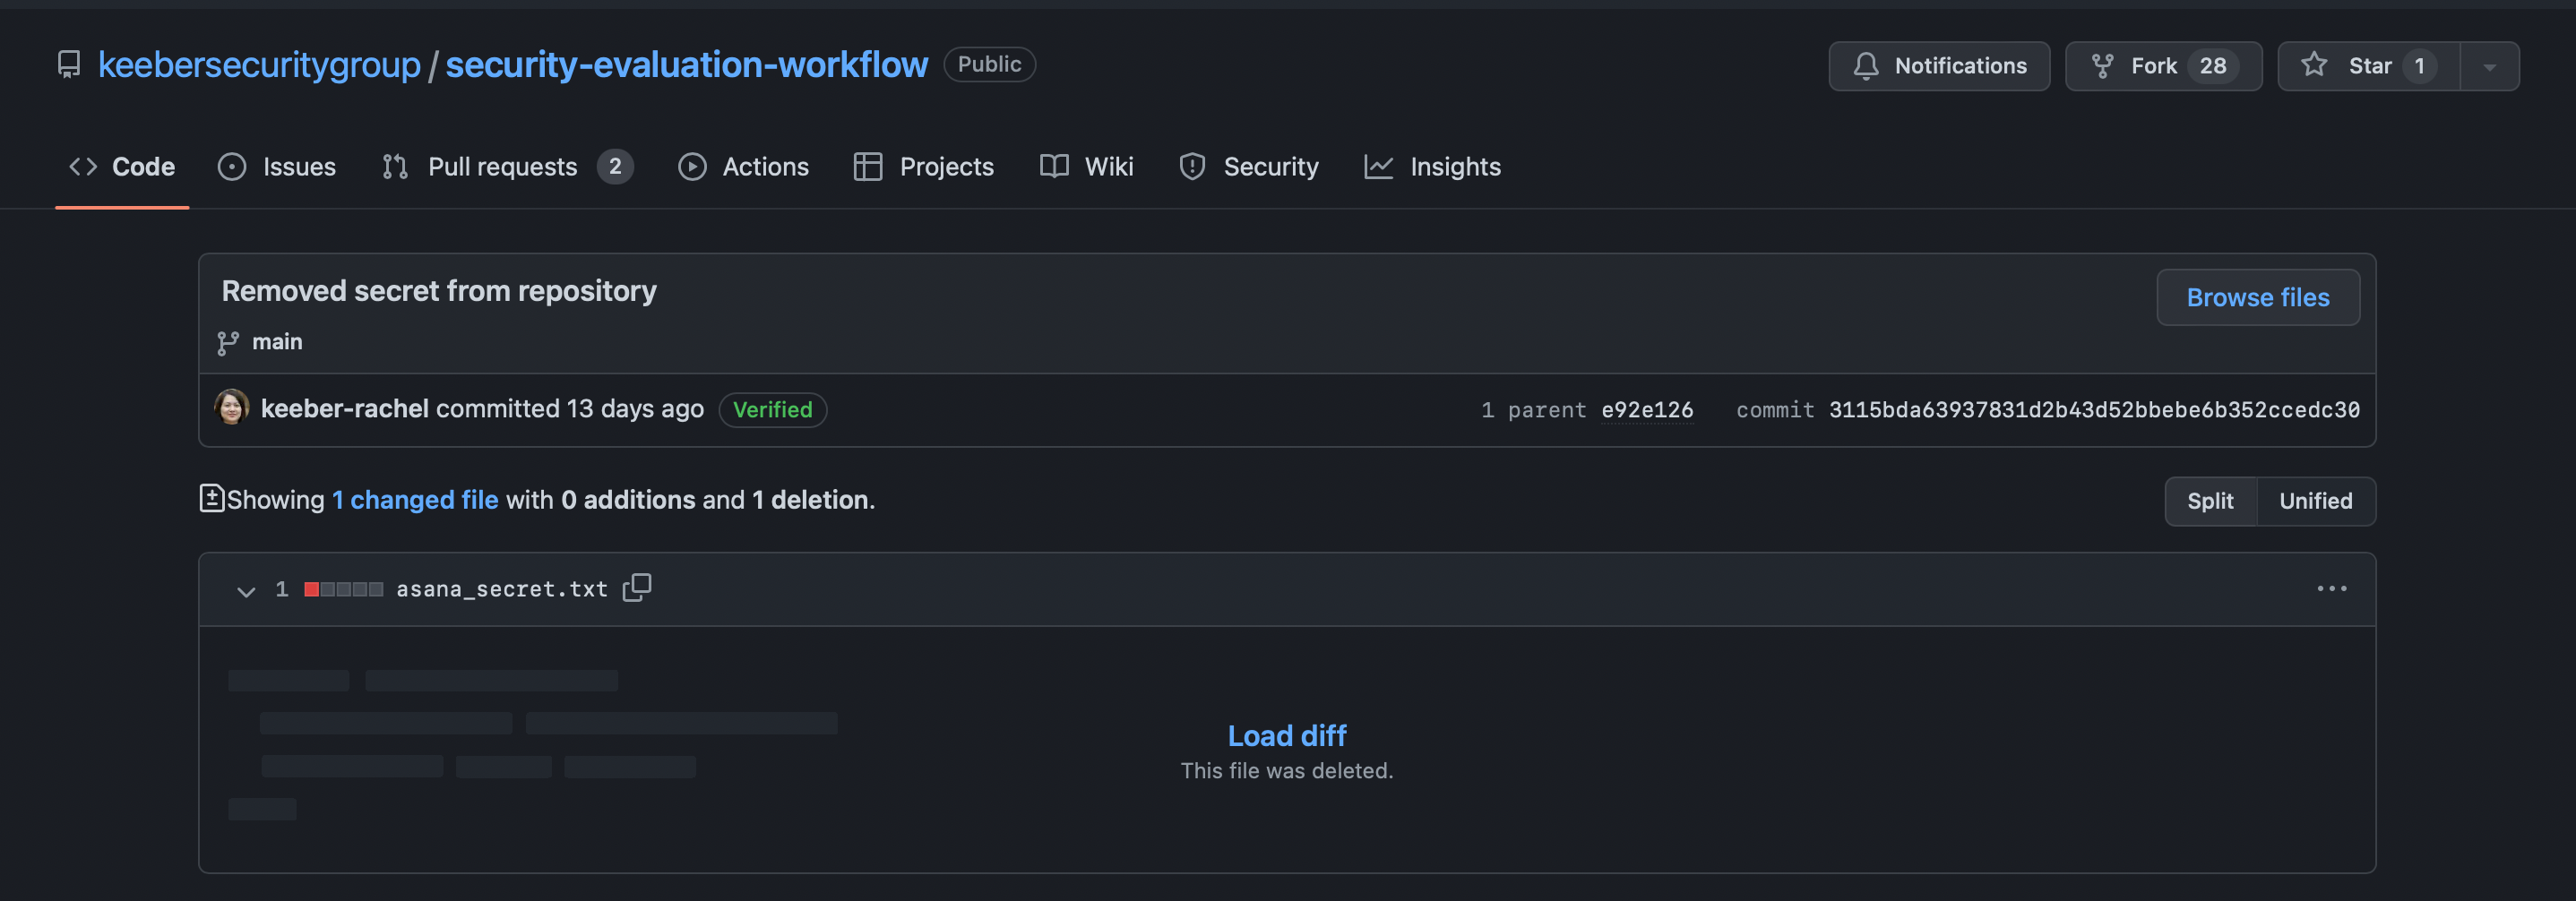 keebersecuritygroup / security-evaluation-workflow Public
Notifications Fork 28 Star 1
Code Issues Pull requests 2 Actions Projects Wiki Security Insights
Removed secret from repository
Browse files
main
keeber-rachel committed 13 days ago Verified
1 parent e92e126 commit 3115bda63937831d2b43d52bbebe6b352ccedc30
Showing 1 changed file with 0 additions and 1 deletion.
Split Unified
1 asana_secret.txt
Load diff
This file was deleted.